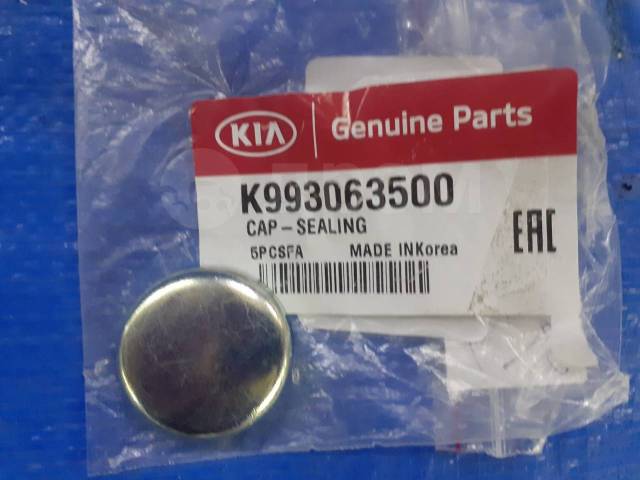 KIA Genuine Parts
K993063500
CAP-SEALING
5PCSFA MADE INKorea
EAC